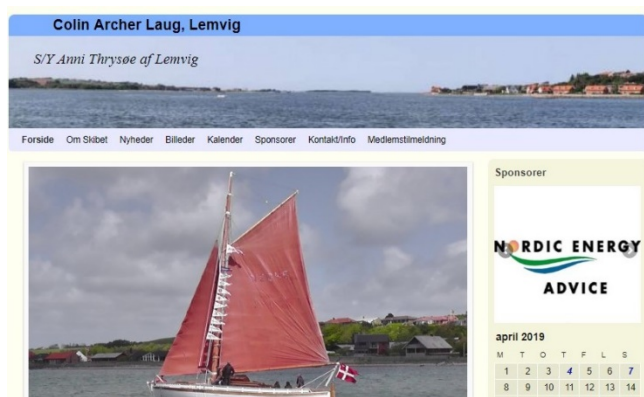 Colin Archer Laug, Lemvig
S/Y Anni Thrysøe af Lemvig
Forside Om Skibet Nyheder Billeder Kalender Sponsorer Kontakt/Info Medlemstilmeldning
Sponsorer
NORDIC ENERGY
ADVICE
april 2019
M T O T F L S
1 2 3 4 5 6 7
8 9 10 11 12 13 14